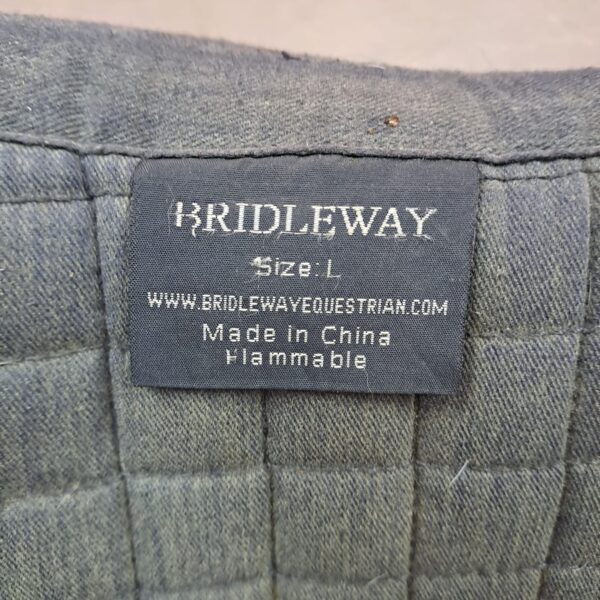 BRIDLEWAY
Size: L
WWW.BRIDLEWAYEQUESTRIAN.COM
Made in China
Flammable